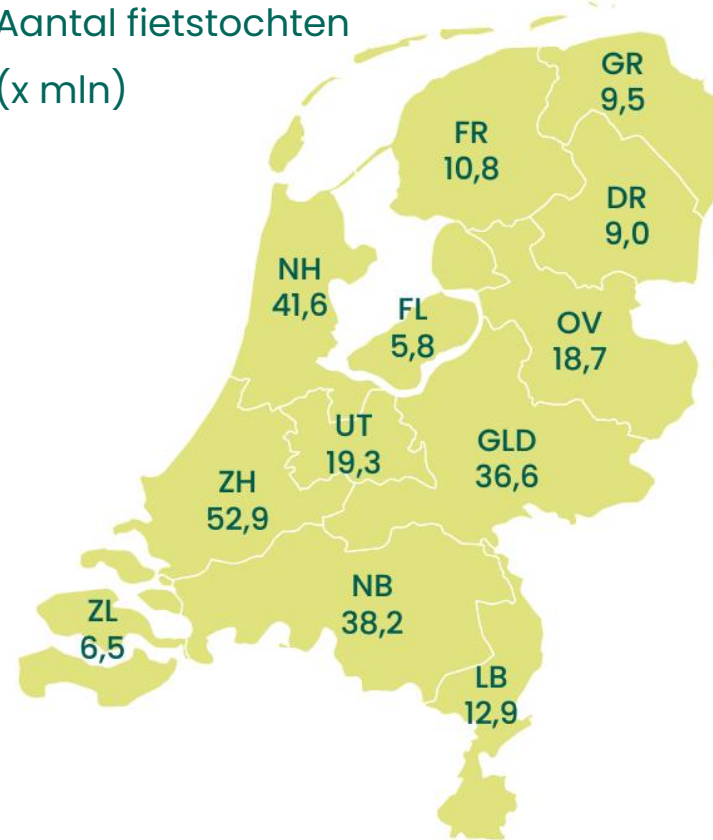 Aantal fietstochten
(x mln)
GR
9,5
FR
10,8
DR
9,0
NH
41,6
FL
5,8
OV
18,7
UT
19,3
GLD
36,6
ZH
52,9
NB
38,2
ZL
6,5
LB
12,9